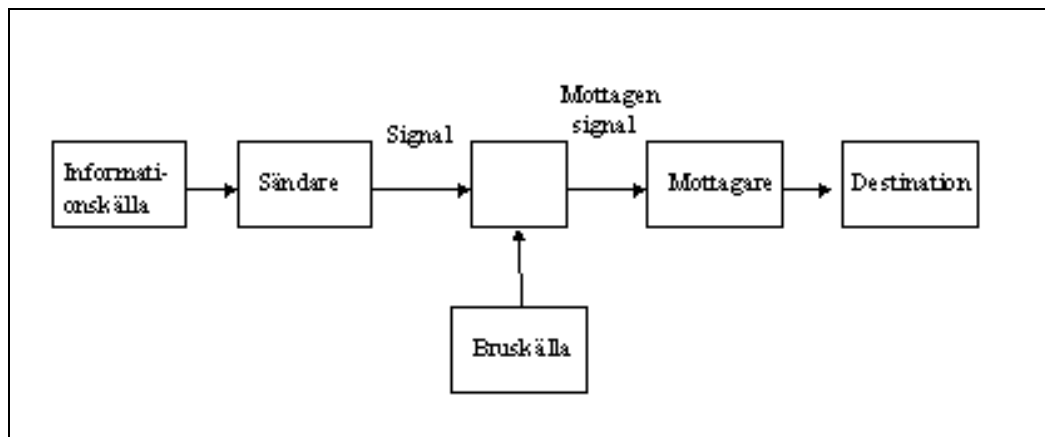 Informati-
onskälla
Sändare
Signal
Mottagen
signal
Mottagare
Destination
Bruskälla